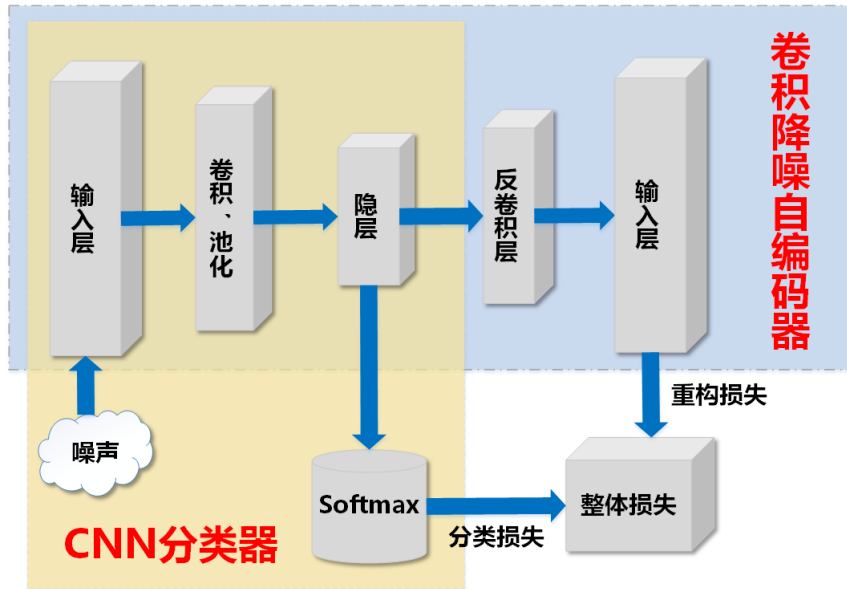 输入层
卷积、池化
隐层
反卷积层
输入层
卷积降噪自编码器
重构损失
噪声
Softmax
整体损失
分类损失
CNN分类器